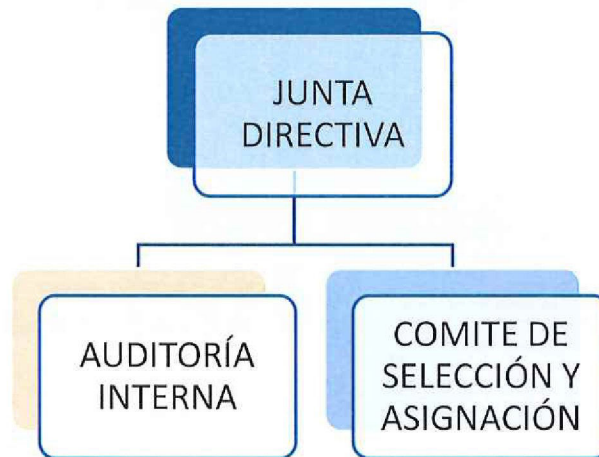 JUNTA
DIRECTIVA
AUDITORÍA
INTERNA
COMITE DE
SELECCIÓN Y
ASIGNACIÓN